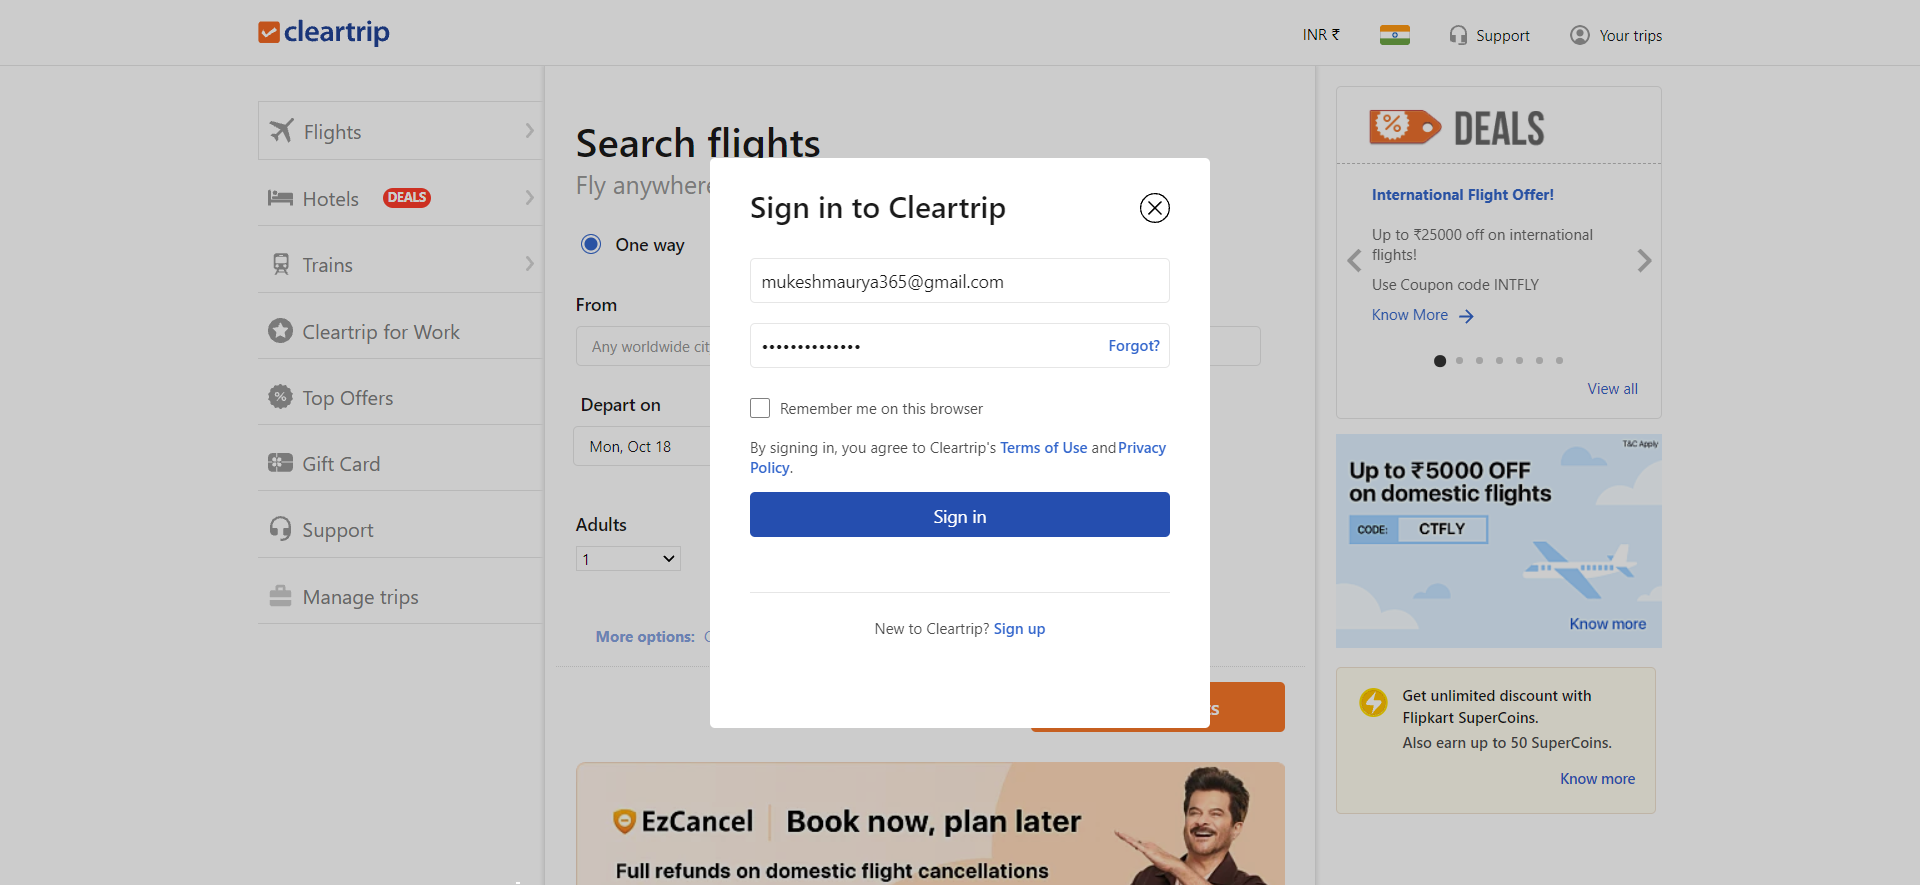 cleartrip
INR ₹
Support
Your trips
Flights
Hotels DEALS
Trains
Cleartrip for Work
Top Offers
Gift Card
Support
Manage trips
Search flights
Fly anywhere
One way
From
Any worldwide cit
Depart on
Mon, Oct 18
Adults
1
More options:
Sign in to Cleartrip
mukeshmaurya365@gmail.com
•••••••••••••• Forgot?
Remember me on this browser
By signing in, you agree to Cleartrip's Terms of Use and Privacy
Policy.
Sign in
New to Cleartrip? Sign up
EzCancel Book now, plan later
Full refunds on domestic flight cancellations
% DEALS
International Flight Offer!
Up to ₹25000 off on international
flights!
Use Coupon code INTFLY
Know More
View all
T&C Apply
Up to ₹5000 OFF
on domestic flights
CODE: CTFLY
Know more
Get unlimited discount with
Flipkart SuperCoins.
Also earn up to 50 SuperCoins.
Know more